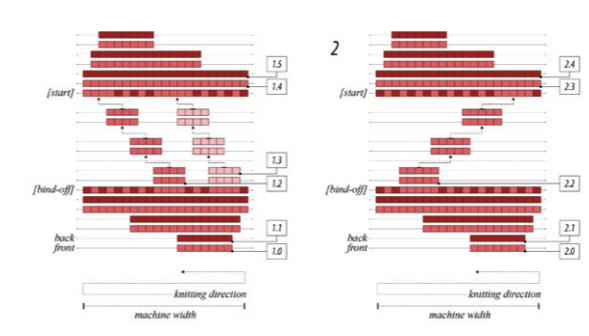 2
1.5
1.4
[start]
1.3
1.2
[bind-off]
1.1
back
front
1.0
knitting direction
machine width
2.4
2.3
[start]
2.2
[bind-off]
2.1
back
front
2.0
knitting direction
machine width